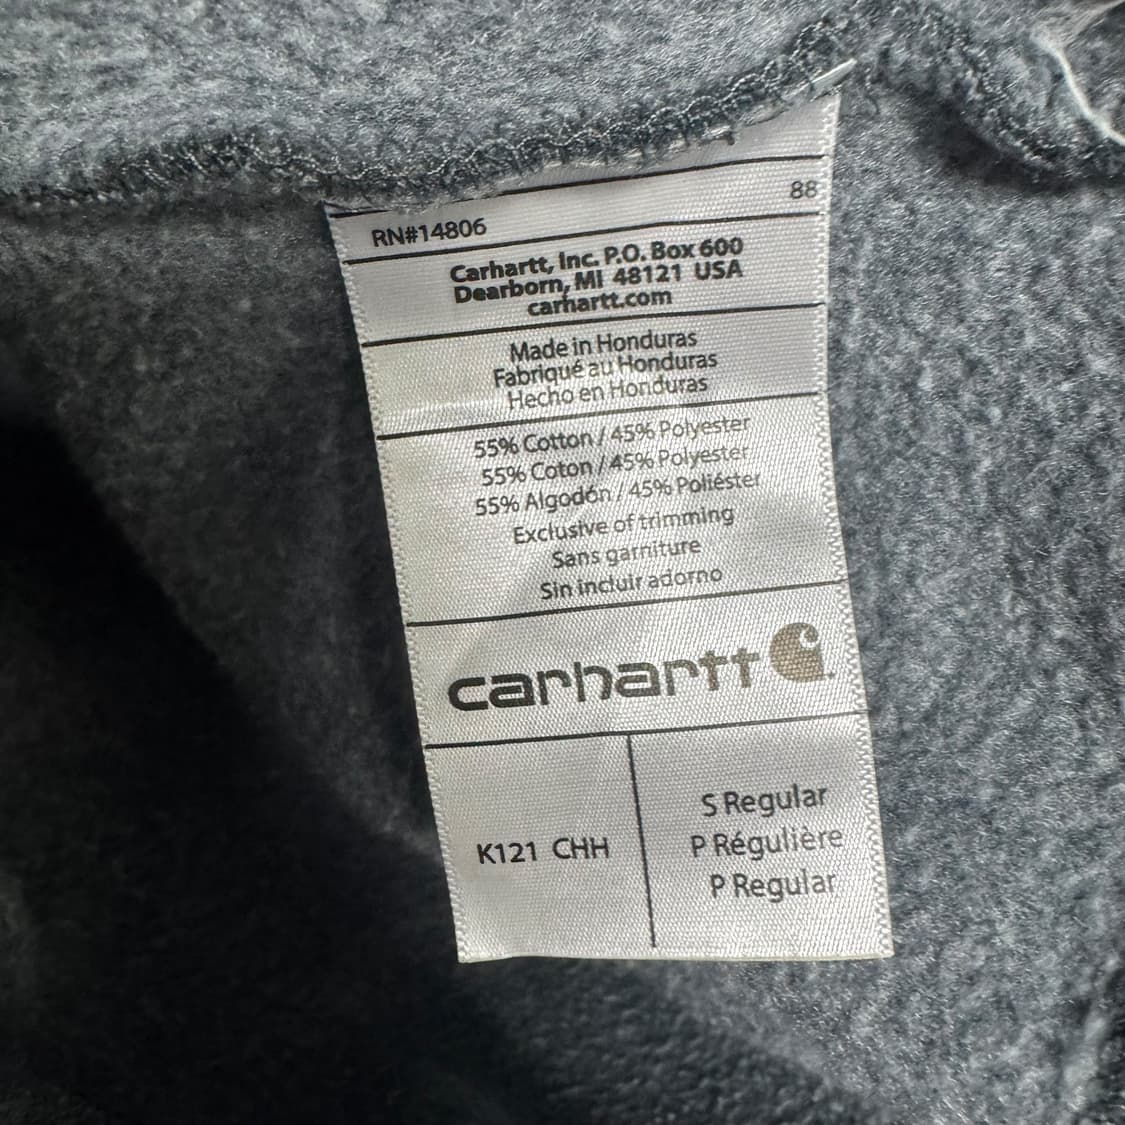 88
RN#14806
Carhartt, Inc. P.O. Box 600
Dearborn, MI 48121 USA
carhartt.com
Made in Honduras
Fabriqué au Honduras
Hecho en Honduras
55% Cotton / 45% Polyester
55% Coton / 45% Polyester
55% Algodón / 45% Poliéster
Exclusive of trimming
Sans garniture
Sin incluir adorno
carhartt
K121 CHH
S Regular
P Régulière
P Regular